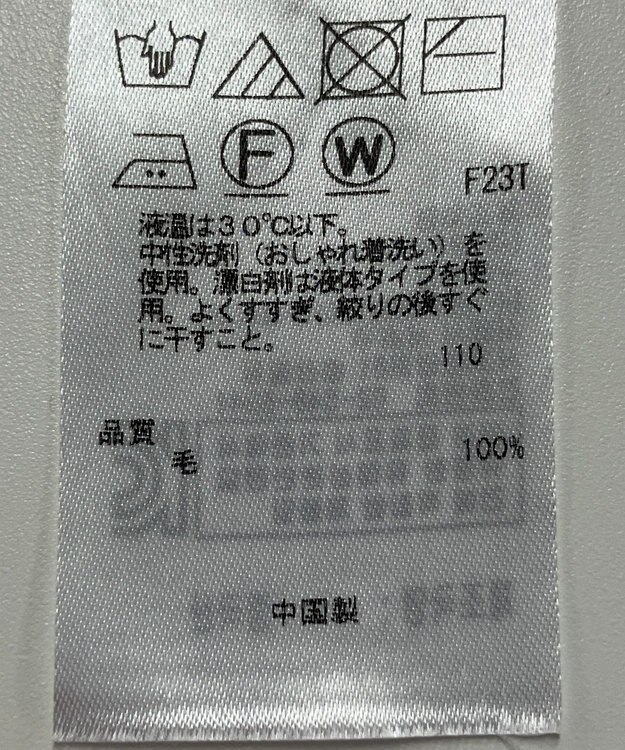 F
W
F23T
液温は30℃以下。
中性洗剤（おしゃれ着洗い）を
使用。漂白剤は液体タイプを使
用。よくすすぎ、絞りの後すぐ
に干すこと。
110
品質
毛 100%
中国製